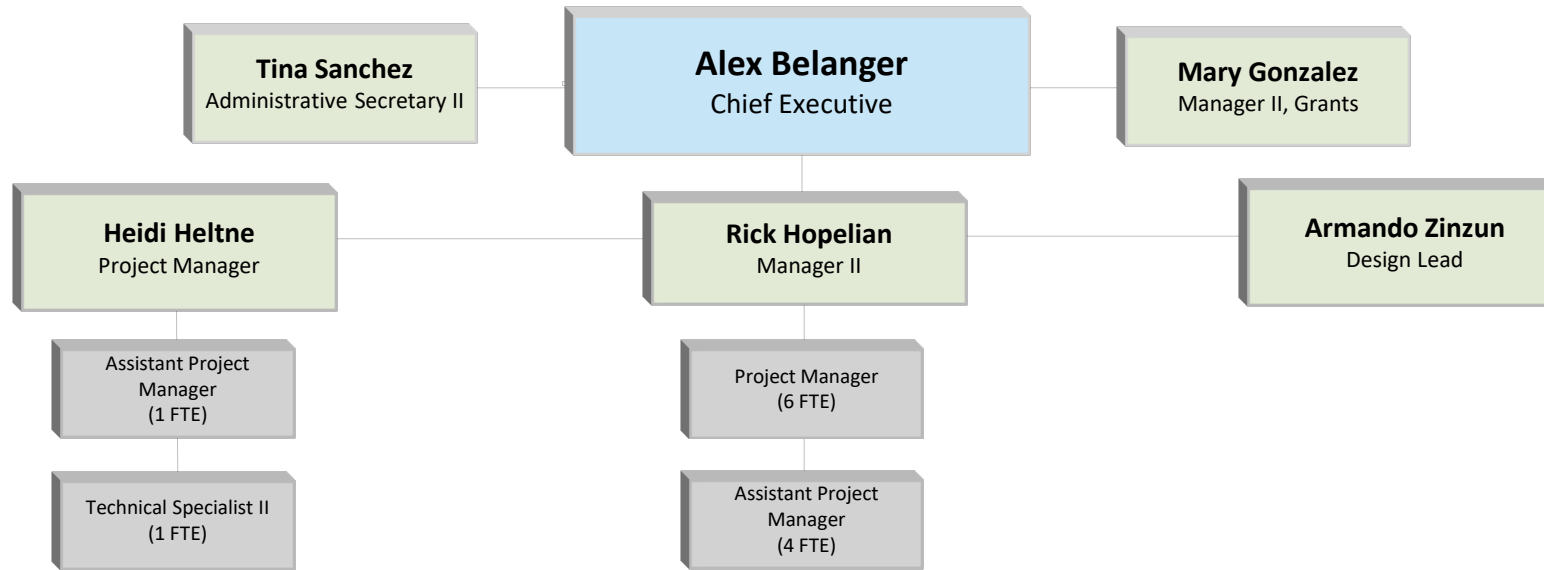 Tina Sanchez
Administrative Secretary II
Alex Belanger
Chief Executive
Mary Gonzalez
Manager II, Grants
Heidi Heltne
Project Manager
Rick Hopelian
Manager II
Armando Zinzun
Design Lead
Assistant Project
Manager
(1 FTE)
Project Manager
(6 FTE)
Technical Specialist II
(1 FTE)
Assistant Project
Manager
(4 FTE)